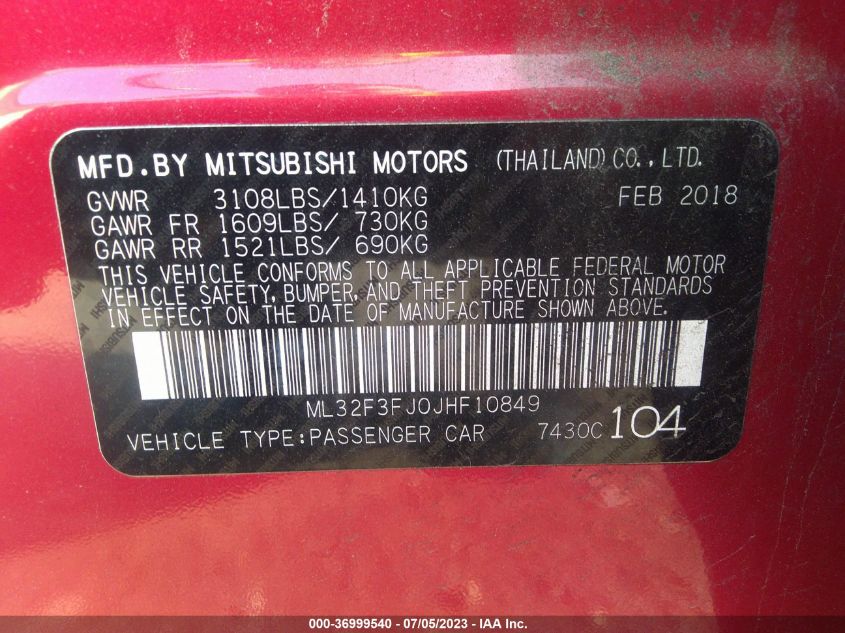 MFD.BY MITSUBISHI MOTORS (THAILAND)CO.,LTD.
GVWR 3108LBS/1410KG FEB 2018
GAWR FR 1609LBS/ 730KG
GAWR RR 1521LBS/ 690KG
THIS VEHICLE CONFORMS TO ALL APPLICABLE FEDERAL MOTOR
VEHICLE SAFETY, BUMPER, AND THEFT PREVENTION STANDARDS
IN EFFECT ON THE DATE OF MANUFACTURE SHOWN ABOVE.
ML32F3FJ0JHF10849
VEHICLE TYPE:PASSENGER CAR 7430C 104
000-36999540 - 07/05/2023 - IAA Inc.